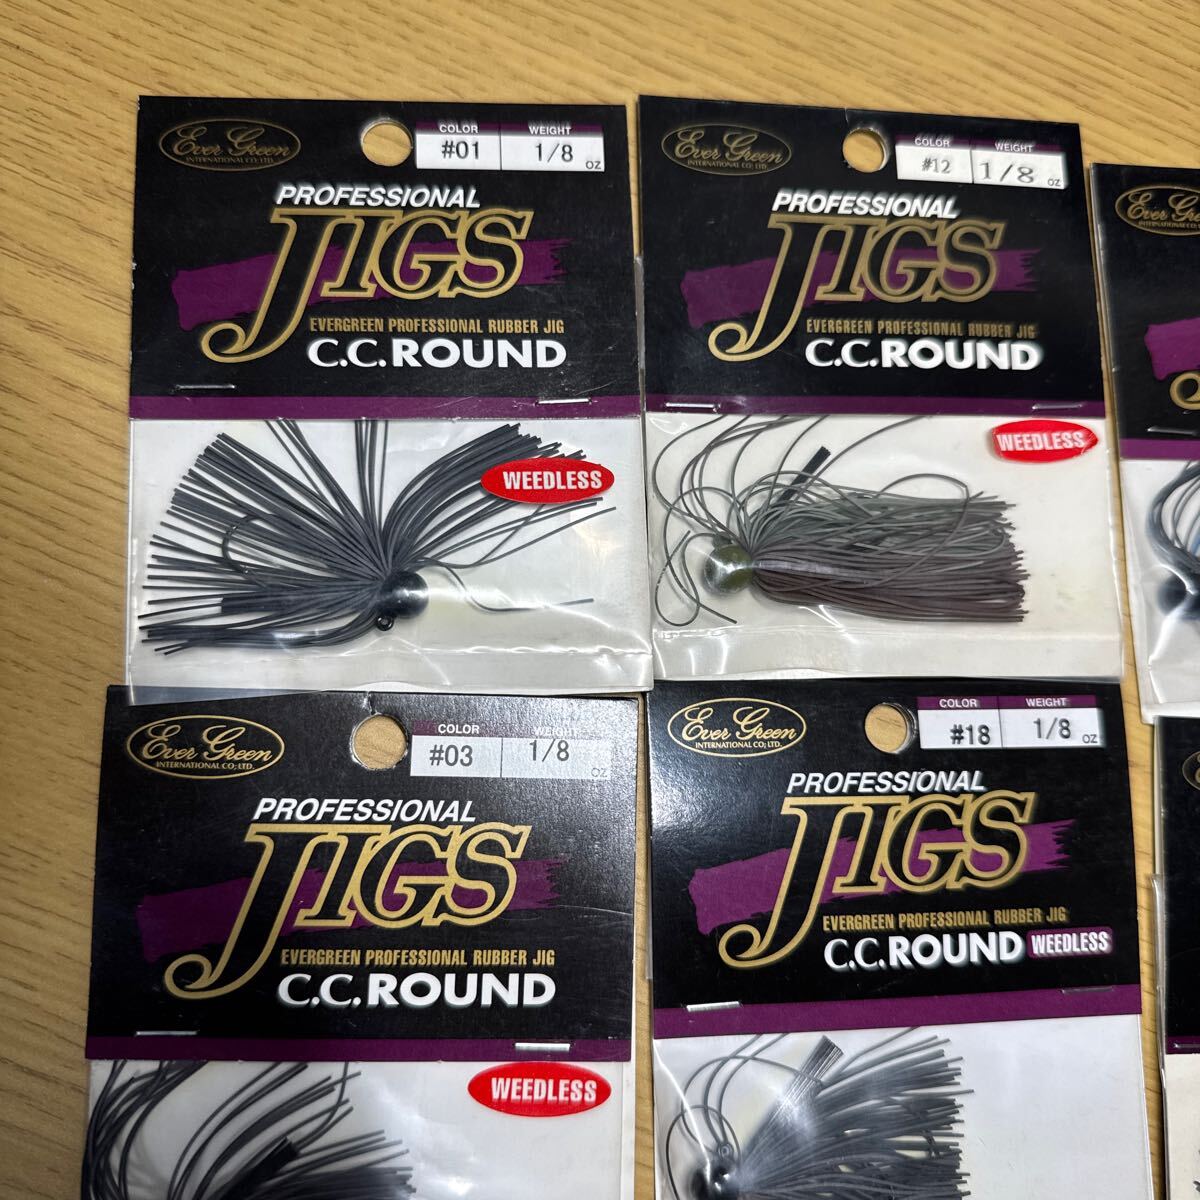 Ever Green
INTERNATIONAL CO; LTD.
COLOR WEIGHT
#01 1/8 oz
PROFESSIONAL
JIGS
EVERGREEN PROFESSIONAL RUBBER JIG
C.C.ROUND
WEEDLESS
Ever Green
INTERNATIONAL CO; LTD.
COLOR WEIGHT
#12 1/8 oz
PROFESSIONAL
JIGS
EVERGREEN PROFESSIONAL RUBBER JIG
C.C.ROUND
WEEDLESS
Ever
Ever Green
INTERNATIONAL CO; LTD.
COLOR WEIGHT
#03 1/8 oz
PROFESSIONAL
JIGS
EVERGREEN PROFESSIONAL RUBBER JIG
C.C.ROUND
WEEDLESS
Ever Green
INTERNATIONAL CO; LTD.
COLOR WEIGHT
#18 1/8 oz
PROFESSIONAL
JIGS
EVERGREEN PROFESSIONAL RUBBER JIG
C.C.ROUND WEEDLESS